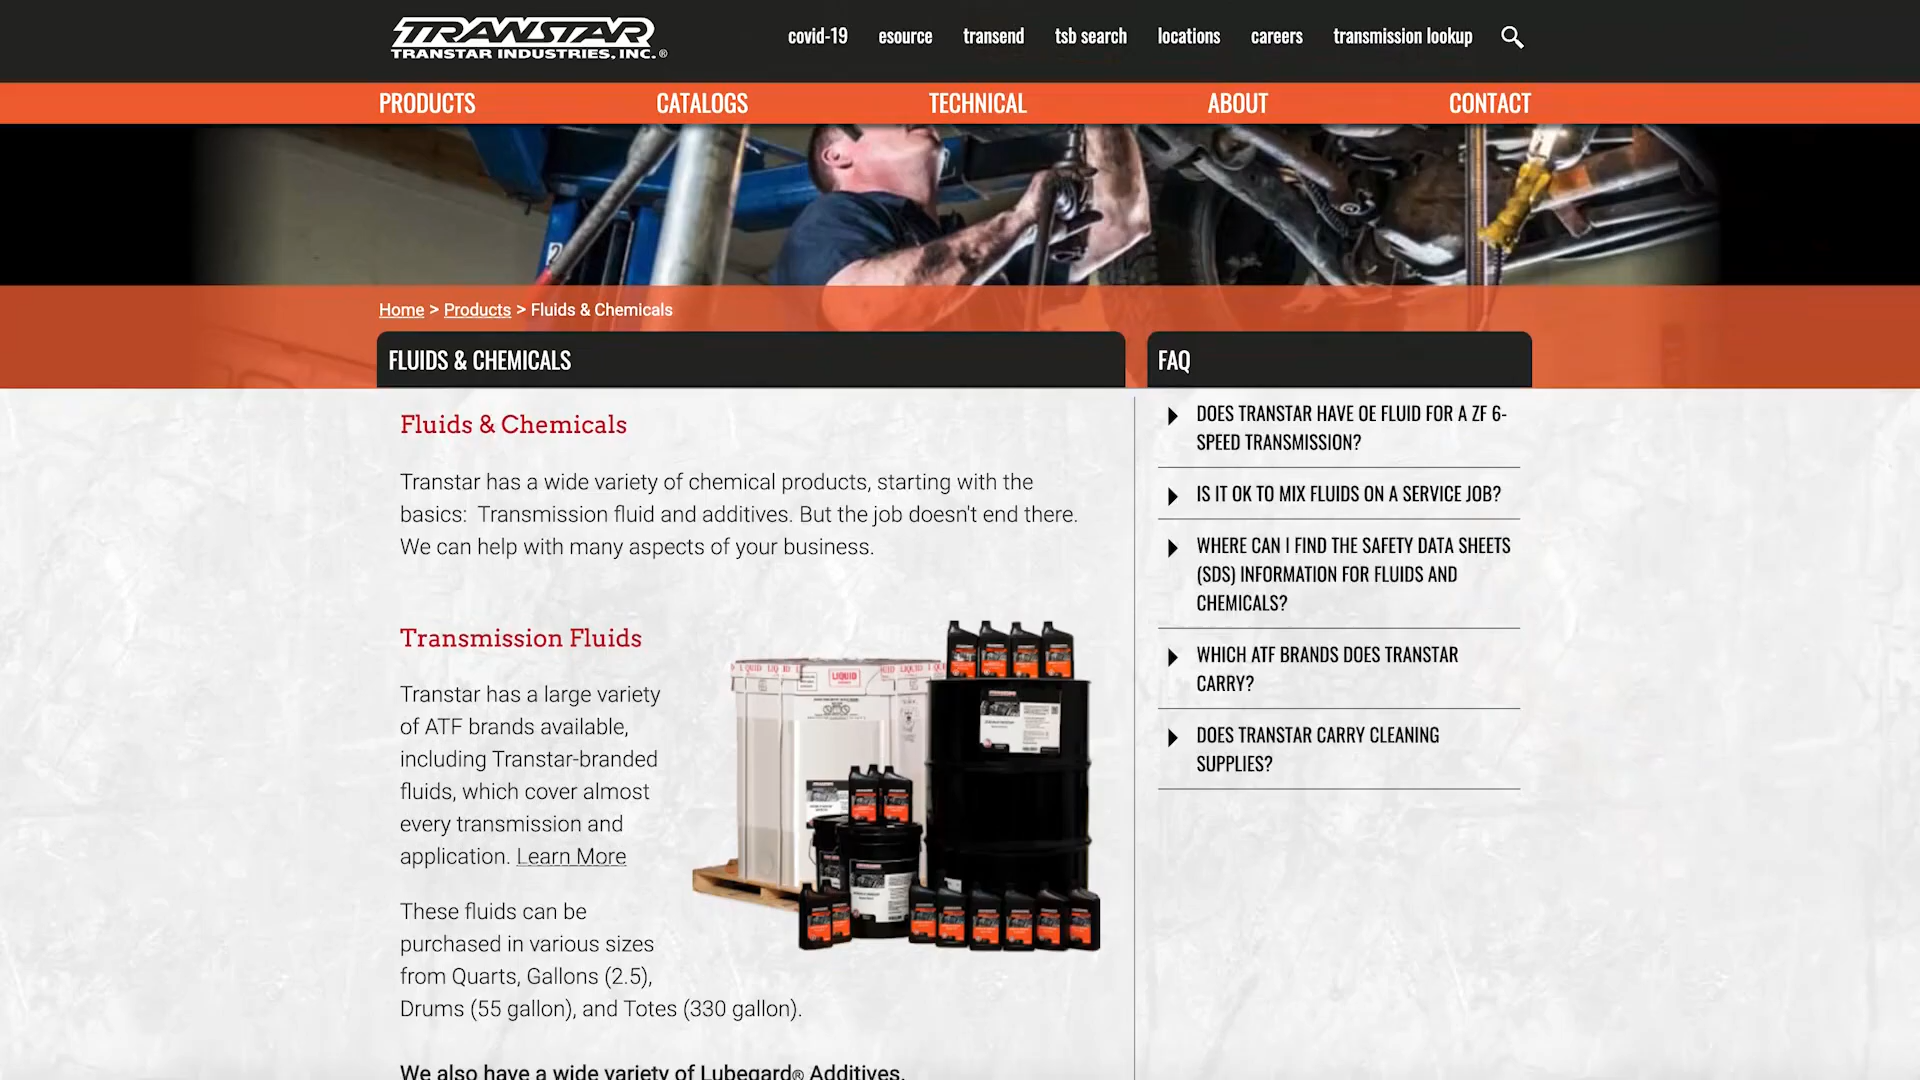 TRANSTAR
TRANSTAR INDUSTRIES, INC.®
covid-19 esource transend tsb search locations careers transmission lookup
PRODUCTS CATALOGS TECHNICAL ABOUT CONTACT
2
Home > Products > Fluids & Chemicals
FLUIDS & CHEMICALS
Fluids & Chemicals
Transtar has a wide variety of chemical products, starting with the
basics: Transmission fluid and additives. But the job doesn't end there.
We can help with many aspects of your business.
Transmission Fluids
Transtar has a large variety
of ATF brands available,
including Transtar-branded
fluids, which cover almost
every transmission and
application. Learn More
These fluids can be
purchased in various sizes
from Quarts, Gallons (2.5),
Drums (55 gallon), and Totes (330 gallon).
We also have a wide variety of Lubegard® Additives.
LIQUID
FAQ
DOES TRANSTAR HAVE OE FLUID FOR A ZF 6-
SPEED TRANSMISSION?
IS IT OK TO MIX FLUIDS ON A SERVICE JOB?
WHERE CAN I FIND THE SAFETY DATA SHEETS
(SDS) INFORMATION FOR FLUIDS AND
CHEMICALS?
WHICH ATF BRANDS DOES TRANSTAR
CARRY?
DOES TRANSTAR CARRY CLEANING
SUPPLIES?